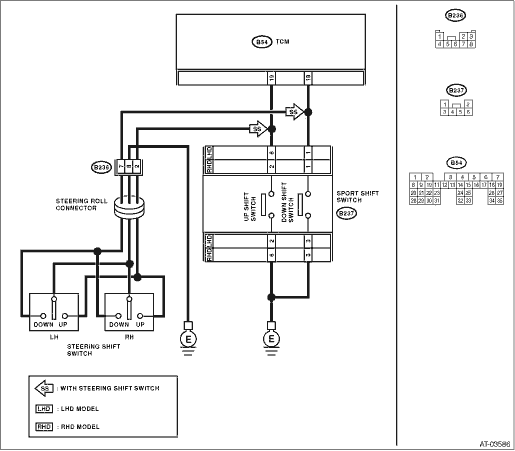 B54 TCM
19 18
B236
1 2 3
4 5 6 7 8
B237
1 2
3 4 5 6
B54
1 2 3 4 5 6 7
8 9 10 11 12 13 14 15 16 17 18 19
20 21 22 23 24 25 26 27
28 29 30 31 32 33 34 35
SS
SS
B236
7 8 2
RHD LHD
6 1
2 1
STEERING ROLL
CONNECTOR
UP SHIFT
SWITCH
DOWN SHIFT
SWITCH
SPORT SHIFT
SWITCH
B237
RHD LHD
2 3
6 3
DOWN UP
DOWN UP
LH
RH
STEERING SHIFT
SWITCH
E
E
SS : WITH STEERING SHIFT SWITCH
LHD : LHD MODEL
RHD : RHD MODEL
AT-03586